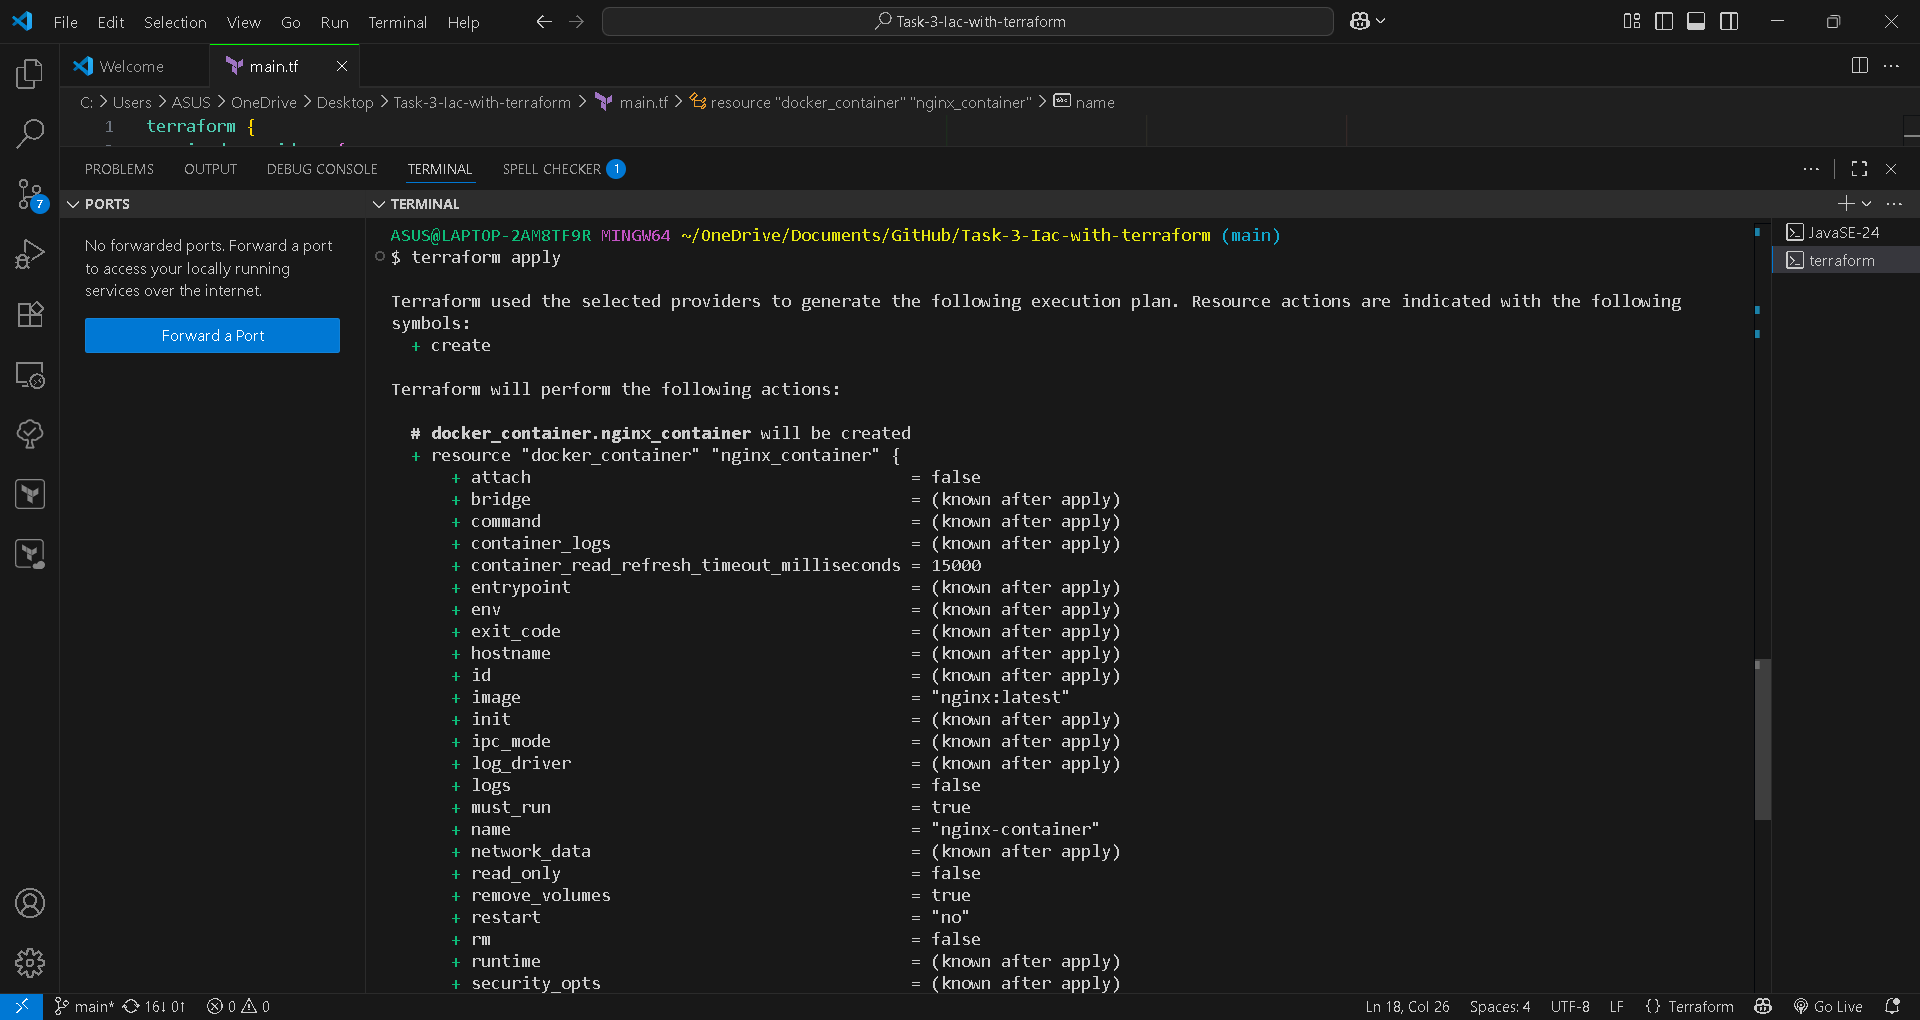 File Edit Selection View Go Run Terminal Help Task-3-Iac-with-terraform
Welcome main.tf
C: > Users > ASUS > OneDrive > Desktop > Task-3-Iac-with-terraform > main.tf > resource "docker_container" "nginx_container" > name
1 terraform {
PROBLEMS OUTPUT DEBUG CONSOLE TERMINAL SPELL CHECKER 1
PORTS
TERMINAL
7
No forwarded ports. Forward a port
to access your locally running
services over the internet.
Forward a Port
ASUS@LAPTOP-2AM8TF9R MINGW64 ~/OneDrive/Documents/GitHub/Task-3-Iac-with-terraform (main)
$ terraform apply
Terraform used the selected providers to generate the following execution plan. Resource actions are indicated with the following
symbols:
+ create
Terraform will perform the following actions:
# docker_container.nginx_container will be created
+ resource "docker_container" "nginx_container" {
+ attach = false
+ bridge = (known after apply)
+ command = (known after apply)
+ container_logs = (known after apply)
+ container_read_refresh_timeout_milliseconds = 15000
+ entrypoint = (known after apply)
+ env = (known after apply)
+ exit_code = (known after apply)
+ hostname = (known after apply)
+ id = (known after apply)
+ image = "nginx:latest"
+ init = (known after apply)
+ ipc_mode = (known after apply)
+ log_driver = (known after apply)
+ logs = false
+ must_run = true
+ name = "nginx-container"
+ network_data = (known after apply)
+ read_only = false
+ remove_volumes = true
+ restart = "no"
+ rm = false
+ runtime = (known after apply)
+ security_opts = (known after apply)
JavaSE-24
terraform
main* 16↓ 0↑ 0 0 Ln 18, Col 26 Spaces: 4 UTF-8 LF {} Terraform Go Live